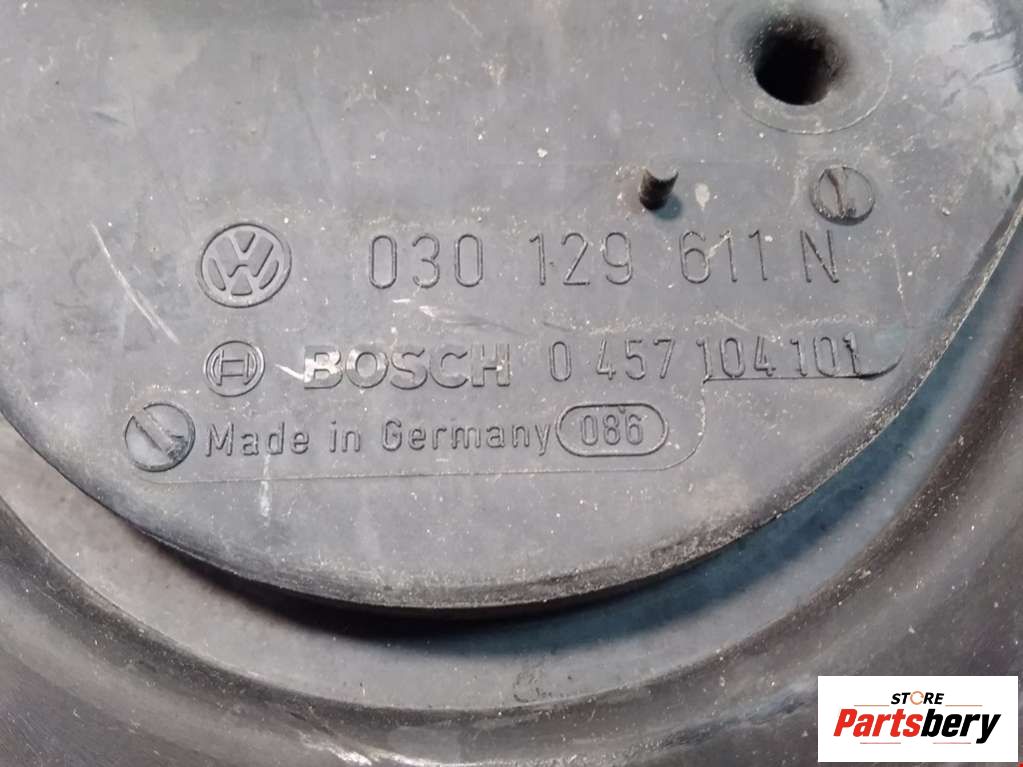 030 129 611 N
BOSCH 0 457 104 101
Made in Germany 086
STORE
Partsbery